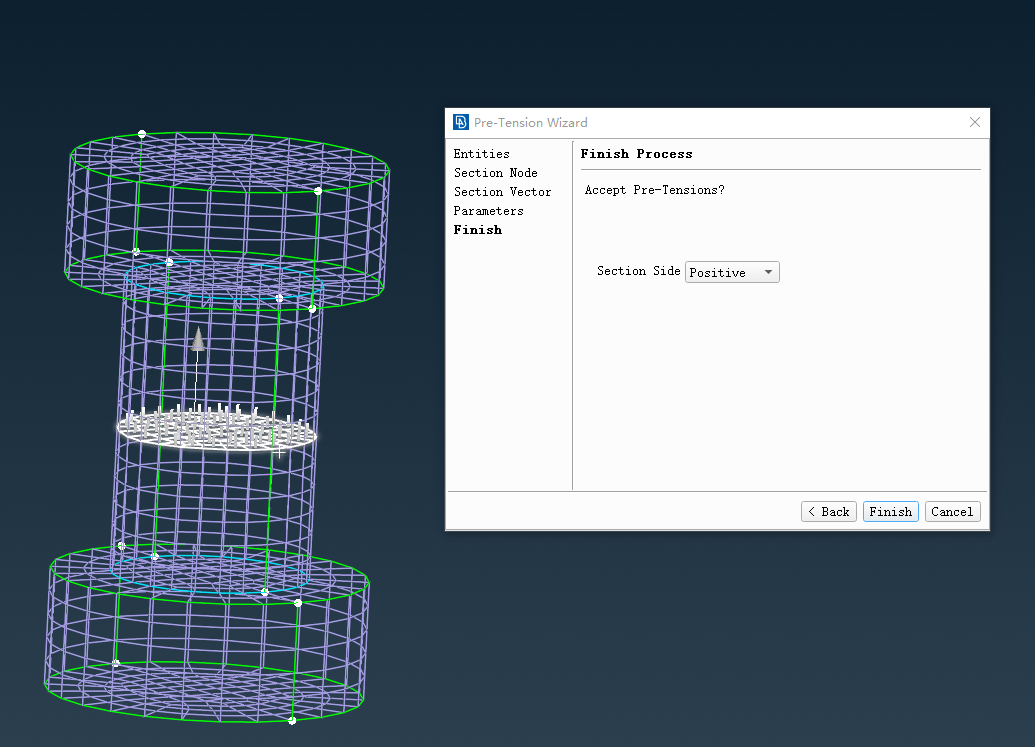 Pre-Tension Wizard
Entities
Section Node
Section Vector
Parameters
Finish
Finish Process
Accept Pre-Tensions?
Section Side Positive
< Back Finish Cancel